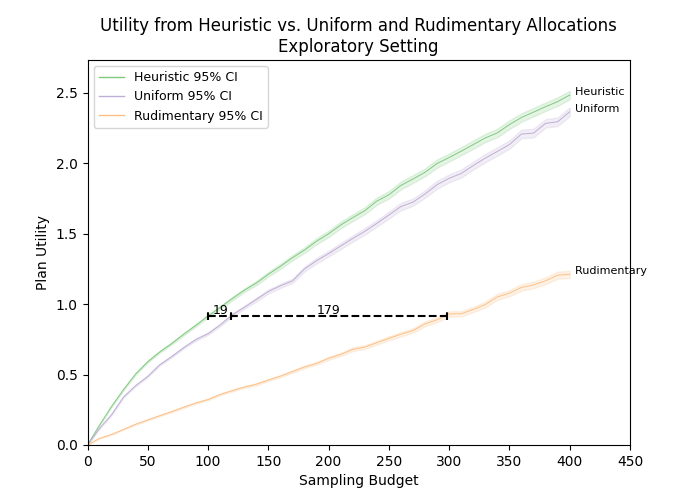 Utility from Heuristic vs. Uniform and Rudimentary Allocations
Exploratory Setting
Heuristic 95% CI
Uniform 95% CI
Rudimentary 95% CI
Heuristic
Uniform
Rudimentary
19
179
Plan Utility
2.5
2.0
1.5
1.0
0.5
0.0
0 50 100 150 200 250 300 350 400 450
Sampling Budget